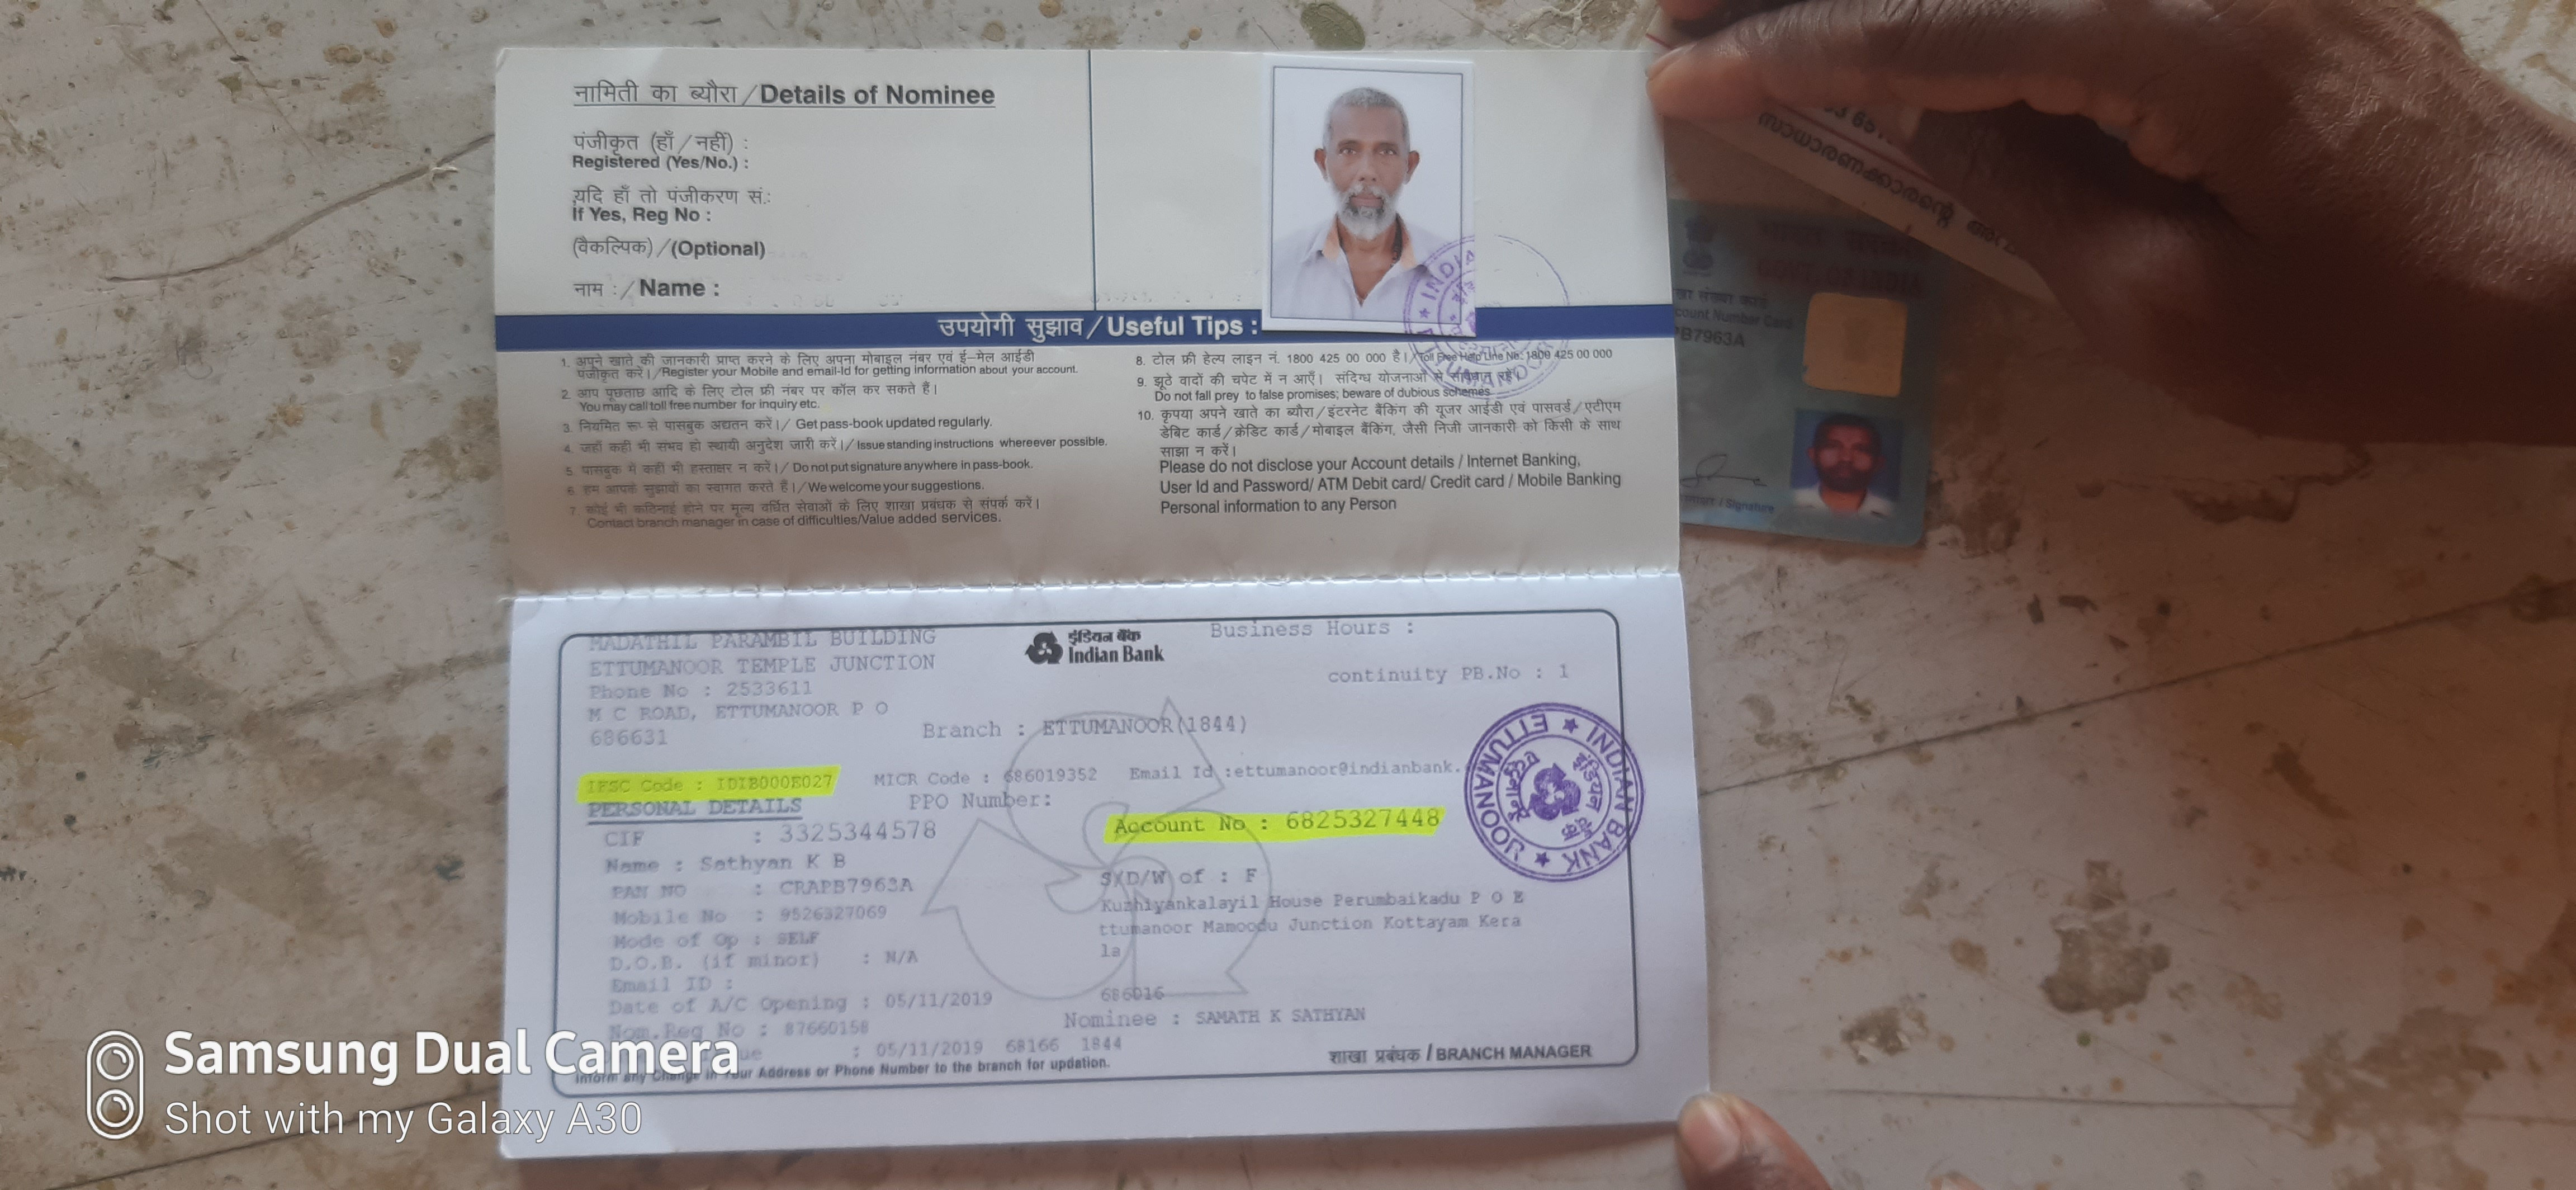 नामिती का ब्यौरा / Details of Nominee
पंजीकृत (हाँ / नहीं) :
Registered (Yes/No.) :
यदि हाँ तो पंजीकरण सं.:
If Yes, Reg No :
(वैकल्पिक) / (Optional)
नाम : / Name :
उपयोगी सुझाव / Useful Tips :
1. अपने खाते की जानकारी प्राप्त करने के लिए अपना मोबाइल नंबर एवं ई–मेल आईडी
पंजीकृत करें। / Register your Mobile and email-Id for getting information about your account.
2. आप पूछताछ आदि के लिए टोल फ्री नंबर पर कॉल कर सकते हैं।
You may call toll free number for inquiry etc.
3. नियमित रूप से पासबुक अद्यतन करें। / Get pass-book updated regularly.
4. जहाँ कहीं भी संभव हो स्थायी अनुदेश जारी करें। / Issue standing instructions whereever possible.
5. पासबुक में कहीं भी हस्ताक्षर न करें। / Do not put signature anywhere in pass-book.
6. हम आपके सुझावों का स्वागत करते हैं। / We welcome your suggestions.
7. कोई भी कठिनाई होने पर मूल्य वर्धित सेवाओं के लिए शाखा प्रबंधक से संपर्क करें।
Contact branch manager in case of difficulties/Value added services.
8. टोल फ्री हेल्प लाइन नं. 1800 425 00 000 है। / Toll Free Help Line No: 1800 425 00 000
9. झूठे वादों की चपेट में न आएँ। संदिग्ध योजनाओं से सावधान रहें।
Do not fall prey to false promises; beware of dubious schemes
10. कृपया अपने खाते का ब्यौरा / इंटरनेट बैंकिंग की यूजर आईडी एवं पासवर्ड / एटीएम
डेबिट कार्ड / क्रेडिट कार्ड / मोबाइल बैंकिंग, जैसी निजी जानकारी को किसी के साथ
साझा न करें।
Please do not disclose your Account details / Internet Banking,
User Id and Password/ ATM Debit card/ Credit card / Mobile Banking
Personal information to any Person
സാധാരണക്കാരന്റെ
count Number Card
B7963A
/ Signature
MADATHIL PARAMBIL BUILDING
ETTUMANOOR TEMPLE JUNCTION
Phone No : 2533611
M C ROAD, ETTUMANOOR P O
686631
इंडियन बैंक
Indian Bank
Business Hours :
continuity PB.No : 1
Branch : ETTUMANOOR(1844)
IFSC Code : IDIB000E027 MICR Code : 686019352 Email Id :ettumanoor@indianbank.
PERSONAL DETAILS PPO Number:
CIF : 3325344578 Account No : 6825327448
Name : Sathyan K B
PAN NO : CRAPB7963A S/D/W of : F
Mobile No : 9526327069 Kuzhiyankalayil House Perumbaikadu P O E
Mode of Op : SELF ttumanoor Mamoodu Junction Kottayam Kera
D.O.B. (if minor) : N/A la
Email ID :
Date of A/C Opening : 05/11/2019 686016
Nom.Reg No : 87660158 Nominee : SAMATH K SATHYAN
: 05/11/2019 68166 1844
Inform any Change in Your Address or Phone Number to the branch for updation.
शाखा प्रबंधक / BRANCH MANAGER
INDIAN BANK ★ ETTUMANOOR ★
इंडियन बैंक
Samsung Dual Camera
Shot with my Galaxy A30